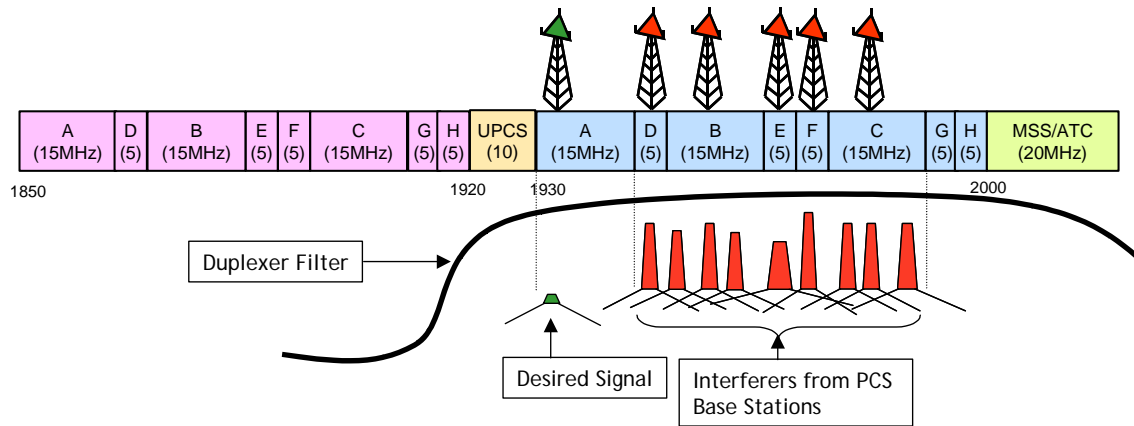 A D B E F C G H UPCS A D B E F C G H MSS/ATC
(15MHz) (5) (15MHz) (5) (5) (15MHz) (5) (5) (10) (15MHz) (5) (15MHz) (5) (5) (15MHz) (5) (5) (20MHz)
1850 1920 1930 2000
Duplexer Filter
Desired Signal
Interferers from PCS
Base Stations